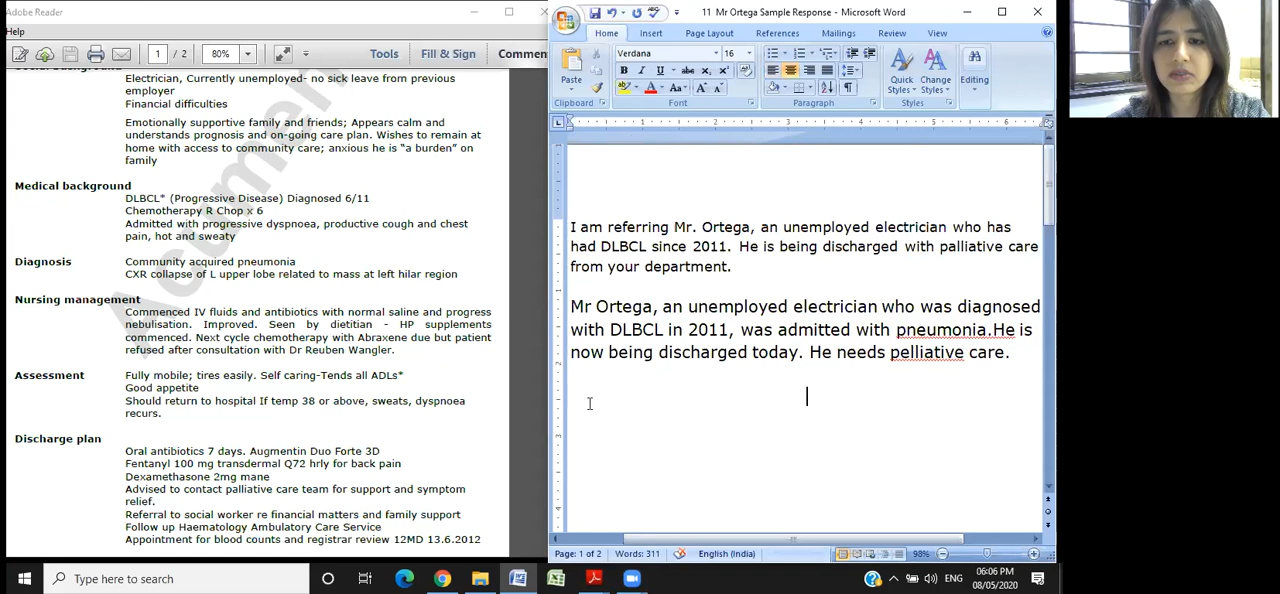 Adobe Reader
11 Mr Ortega Sample Response - Microsoft Word
Help
Home
Insert
Page Layout
References
Mailings
Review
View
1 / 2
80%
Tools
Fill & Sign
Comment
Verdana
16
Paste
Quick Styles
Change Styles
Editing
Clipboard
Font
Paragraph
Styles
Electrician, Currently unemployed- no sick leave from previous
employer
Financial difficulties
Emotionally supportive family and friends; Appears calm and
understands prognosis and on-going care plan. Wishes to remain at
home with access to community care; anxious he is “a burden” on
family
Medical background
DLBCL* (Progressive Disease) Diagnosed 6/11
Chemotherapy R Chop x 6
Admitted with progressive dyspnoea, productive cough and chest
pain, hot and sweaty
Diagnosis
Community acquired pneumonia
CXR collapse of L upper lobe related to mass at left hilar region
Nursing management
Commenced IV fluids and antibiotics with normal saline and progress
nebulisation. Improved. Seen by dietitian - HP supplements
commenced. Next cycle chemotherapy with Abraxene due but patient
refused after consultation with Dr Reuben Wangler.
Assessment
Fully mobile; tires easily. Self caring-Tends all ADLs*
Good appetite
Should return to hospital If temp 38 or above, sweats, dyspnoea
recurs.
Discharge plan
Oral antibiotics 7 days. Augmentin Duo Forte 3D
Fentanyl 100 mg transdermal Q72 hrly for back pain
Dexamethasone 2mg mane
Advised to contact palliative care team for support and symptom
relief.
Referral to social worker re financial matters and family support
Follow up Haematology Ambulatory Care Service
Appointment for blood counts and registrar review 12MD 13.6.2012
I am referring Mr. Ortega, an unemployed electrician who has
had DLBCL since 2011. He is being discharged with palliative care
from your department.
Mr Ortega, an unemployed electrician who was diagnosed
with DLBCL in 2011, was admitted with pneumonia.He is
now being discharged today. He needs pelliative care.
Page: 1 of 2
Words: 311
English (India)
98%
Type here to search
ENG
06:06 PM
08/05/2020